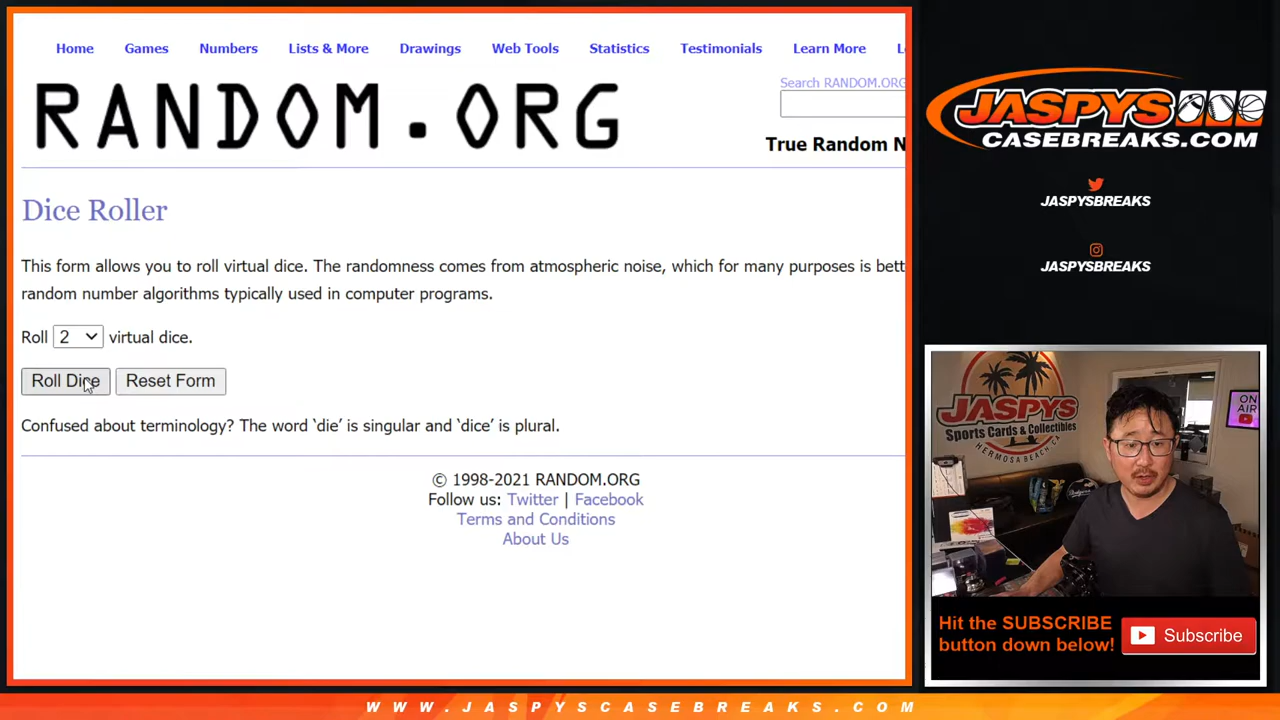 Home Games Numbers Lists & More Drawings Web Tools Statistics Testimonials Learn More
RANDOM.ORG
Search RANDOM.ORG
True Random N
Dice Roller
This form allows you to roll virtual dice. The randomness comes from atmospheric noise, which for many purposes is bett
random number algorithms typically used in computer programs.
Roll 2 virtual dice.
Roll Dice Reset Form
Confused about terminology? The word ‘die’ is singular and ‘dice’ is plural.
© 1998-2021 RANDOM.ORG
Follow us: Twitter | Facebook
Terms and Conditions
About Us
JASPYS
CASEBREAKS.COM
JASPYSBREAKS
JASPYSBREAKS
JASPYS
Sports Cards & Collectibles
HERMOSA BEACH
ON
AIR
Hit the SUBSCRIBE
button down below!
Subscribe
WWW.JASPYSCASEBREAKS.COM